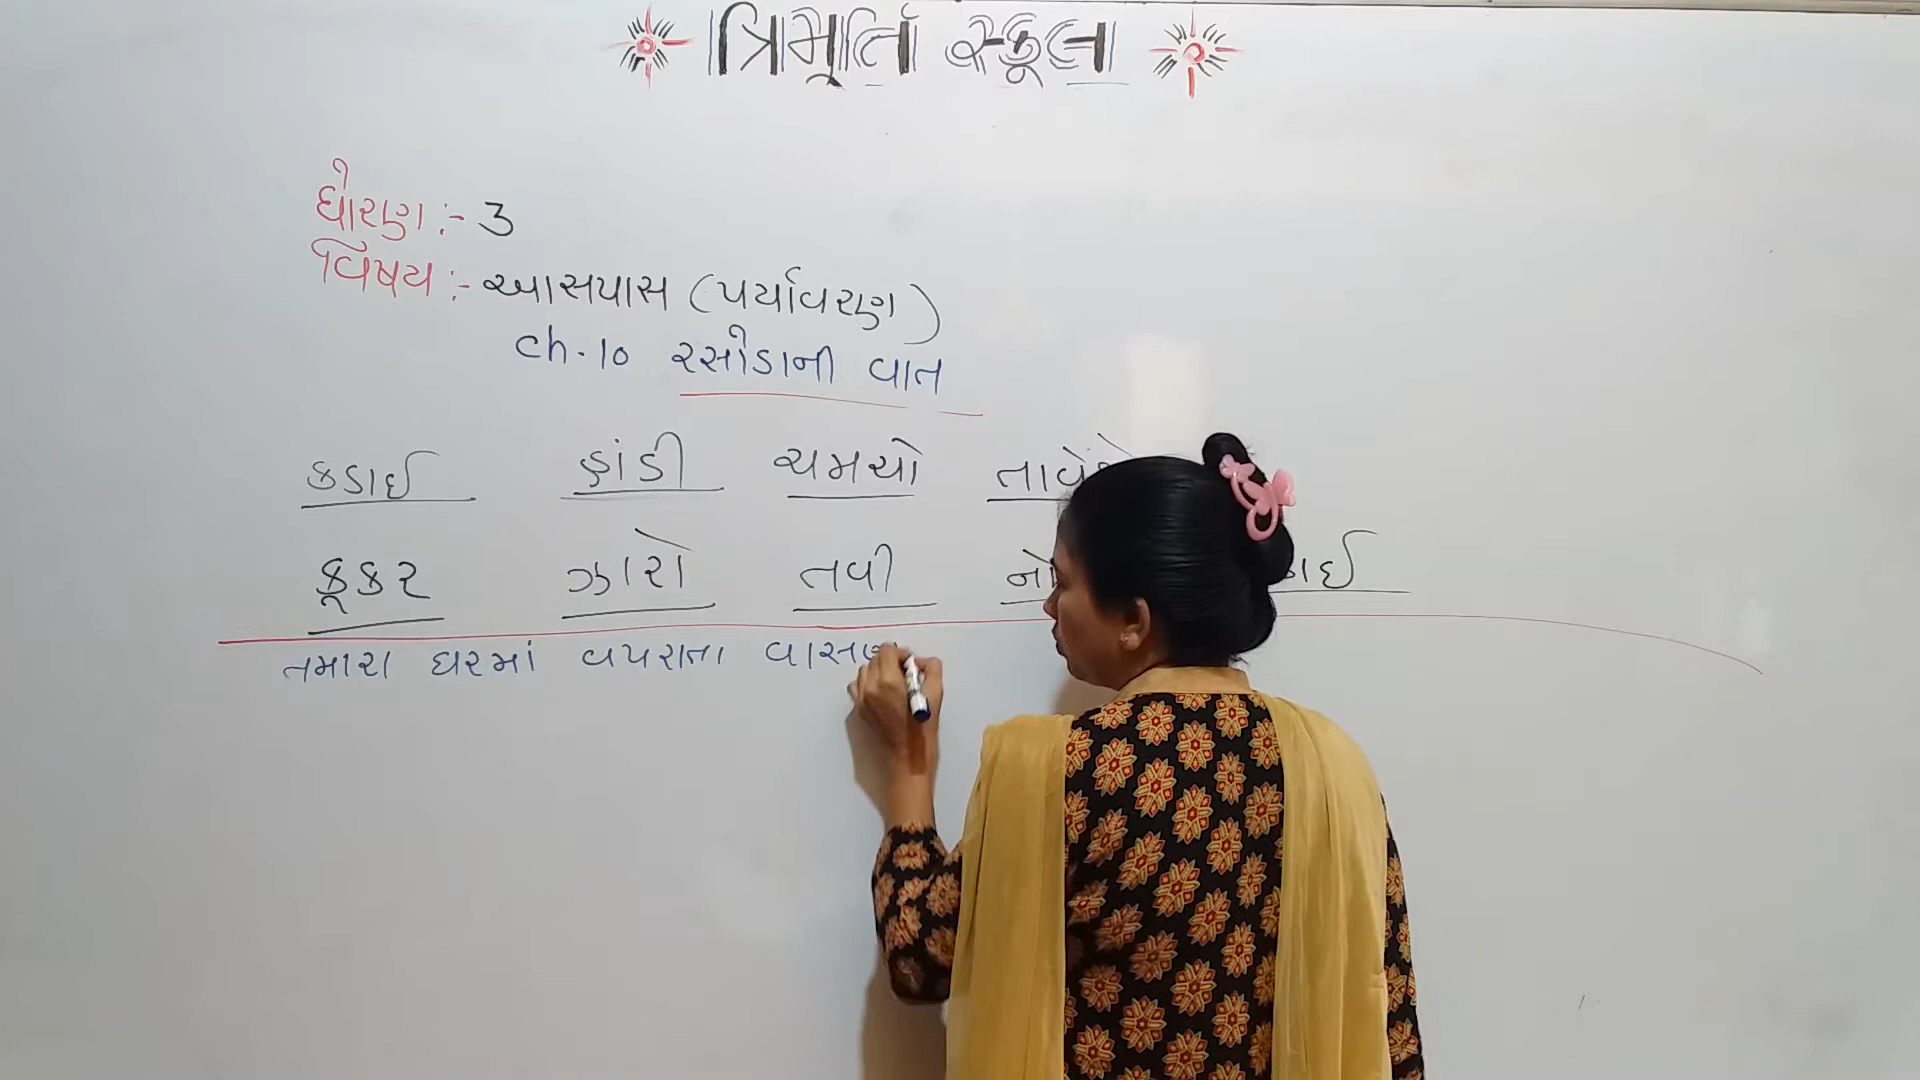 ત્રિમૂર્તિ સ્કૂલ
ધોરણ :- 3
વિષય :- આસપાસ (પર્યાવરણ)
ch. 10 રસોડાની વાત
કડાઈ હાંડી ચમચો
કૂકર ઝારો તવી
તમારા ઘરમાં વપરાતા